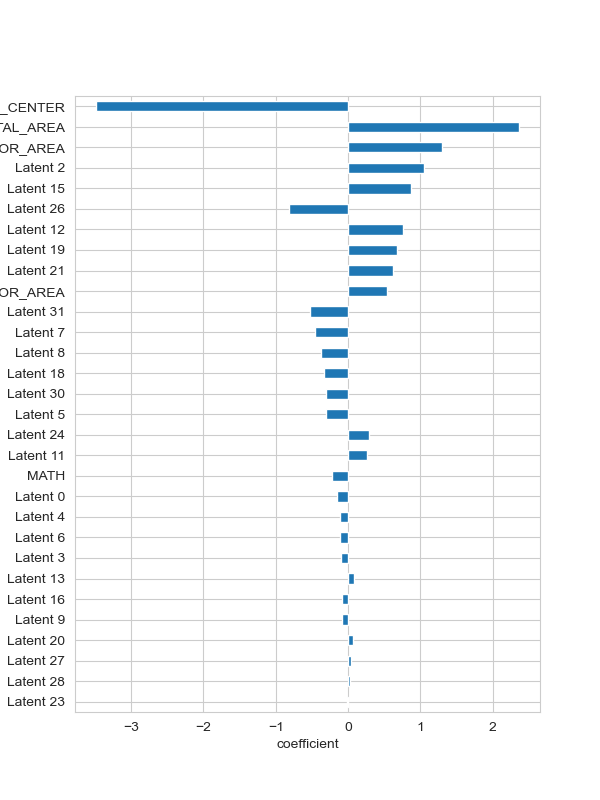 _CENTER
TAL_AREA
OR_AREA
Latent 2
Latent 15
Latent 26
Latent 12
Latent 19
Latent 21
OR_AREA
Latent 31
Latent 7
Latent 8
Latent 18
Latent 30
Latent 5
Latent 24
Latent 11
MATH
Latent 0
Latent 4
Latent 6
Latent 3
Latent 13
Latent 16
Latent 9
Latent 20
Latent 27
Latent 28
Latent 23
−3 −2 −1 0 1 2
coefficient